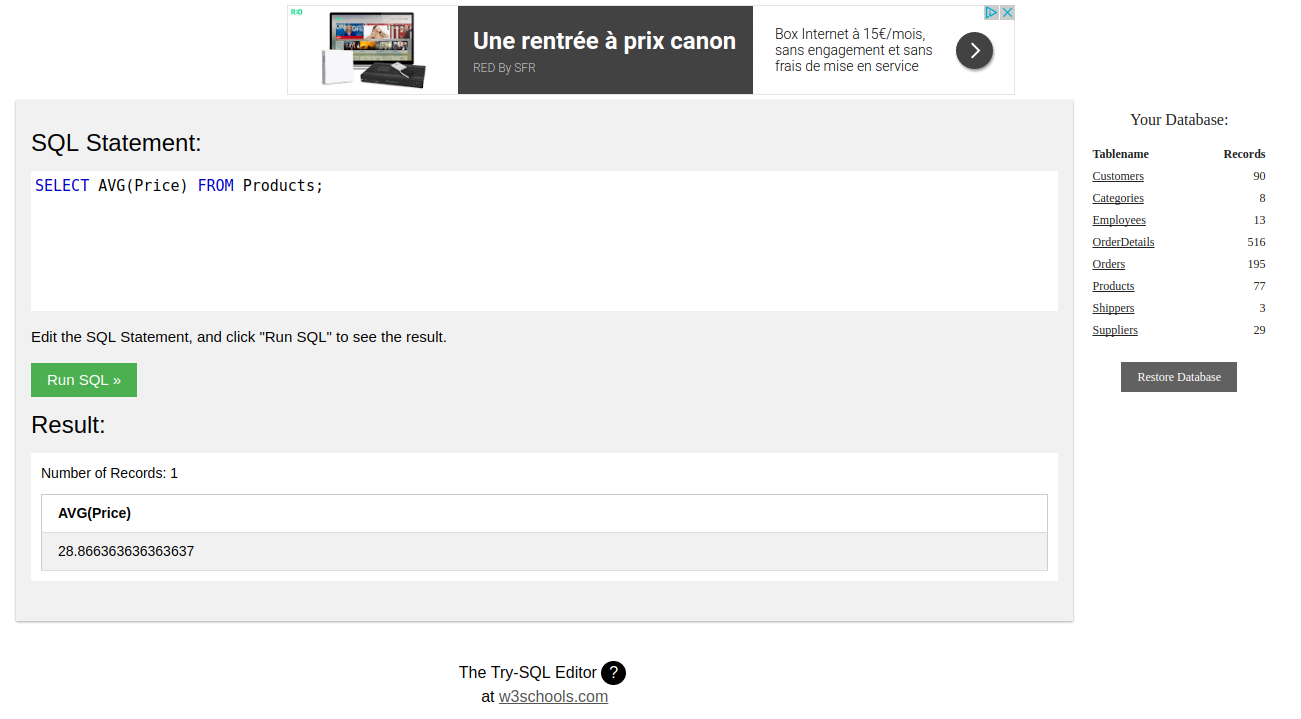 RED
Une rentrée à prix canon
RED By SFR
Box Internet à 15€/mois,
sans engagement et sans
frais de mise en service
SQL Statement:
SELECT AVG(Price) FROM Products;
Edit the SQL Statement, and click "Run SQL" to see the result.
Run SQL »
Result:
Number of Records: 1
AVG(Price)
28.866363636363637
Your Database:
Tablename Records
Customers 90
Categories 8
Employees 13
OrderDetails 516
Orders 195
Products 77
Shippers 3
Suppliers 29
Restore Database
The Try-SQL Editor ?
at w3schools.com